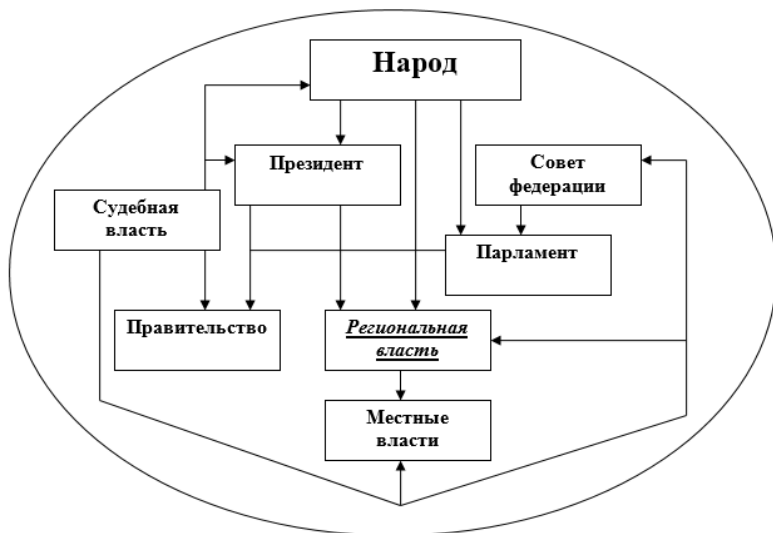 Народ
Президент
Совет
федерации
Судебная
власть
Парламент
Правительство
Региональная
власть
Местные
власти